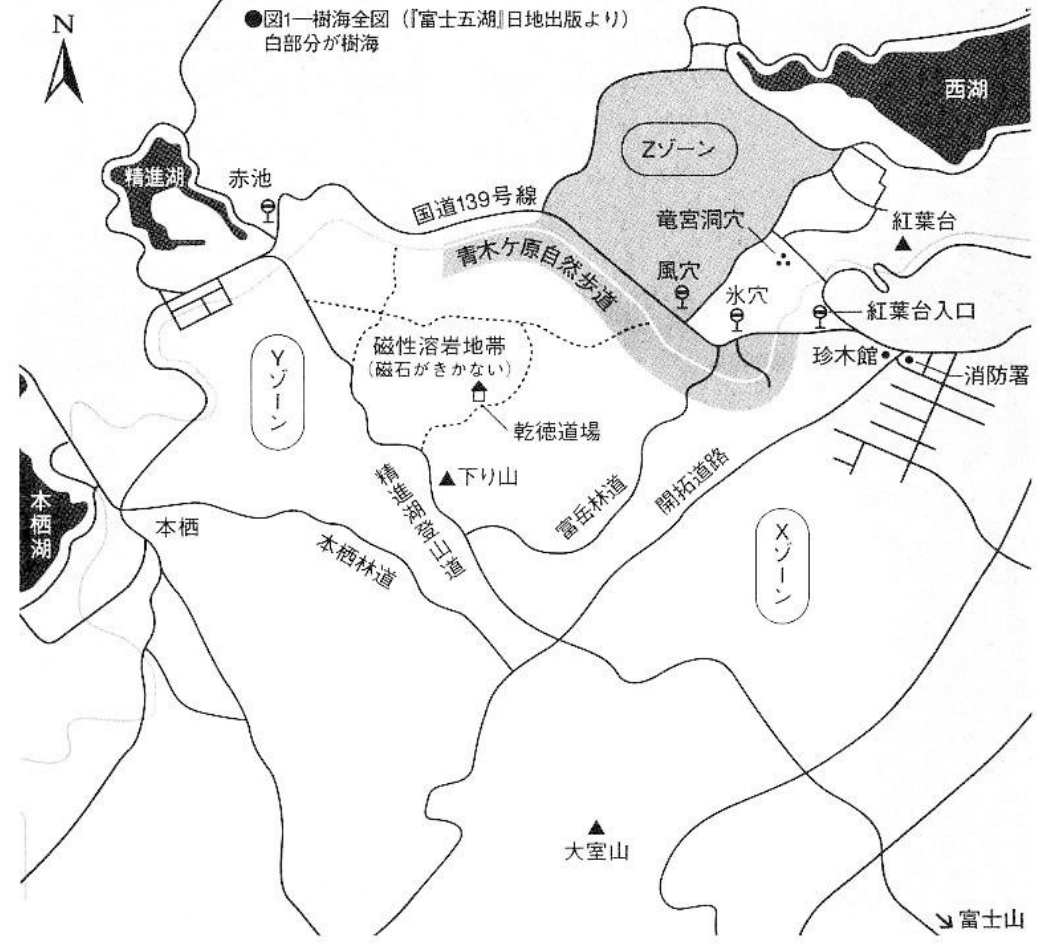 N
●図1―樹海全図（『富士五湖』日地出版より）
白部分が樹海
西湖
Zゾーン
精進湖
赤池
国道139号線
竜宮洞穴
紅葉台
青木ケ原自然歩道
風穴
氷穴
紅葉台入口
磁性溶岩地帯
（磁石がきかない）
珍木館
消防署
Yゾーン
乾徳道場
下り山
精進湖登山道
富岳林道
開拓道路
本栖湖
本栖
本栖林道
Xゾーン
大室山
富士山